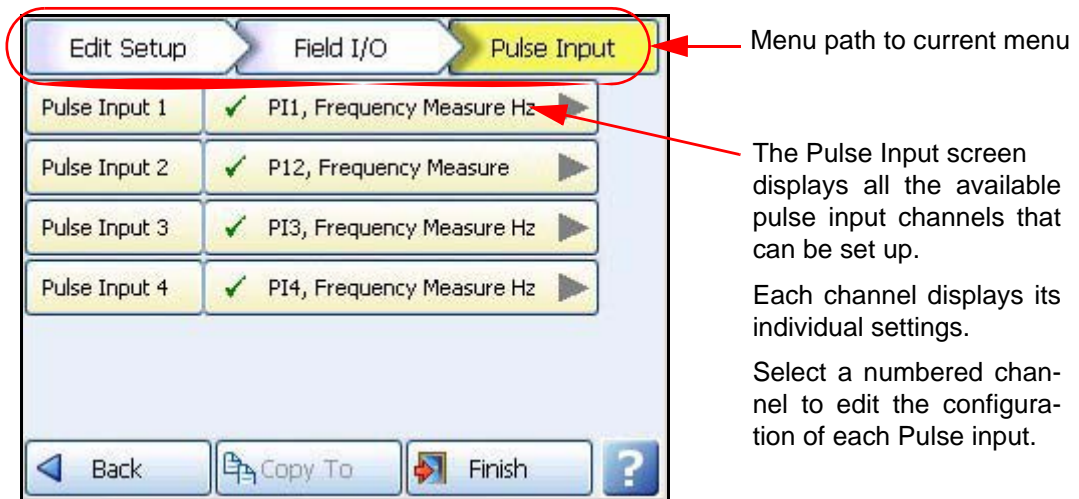 Edit Setup Field I/O Pulse Input
Menu path to current menu
Pulse Input 1 PI1, Frequency Measure Hz
Pulse Input 2 P12, Frequency Measure
Pulse Input 3 PI3, Frequency Measure Hz
Pulse Input 4 PI4, Frequency Measure Hz
Back Copy To Finish ?
The Pulse Input screen
displays all the available
pulse input channels that
can be set up.
Each channel displays its
individual settings.
Select a numbered chan-
nel to edit the configura-
tion of each Pulse input.